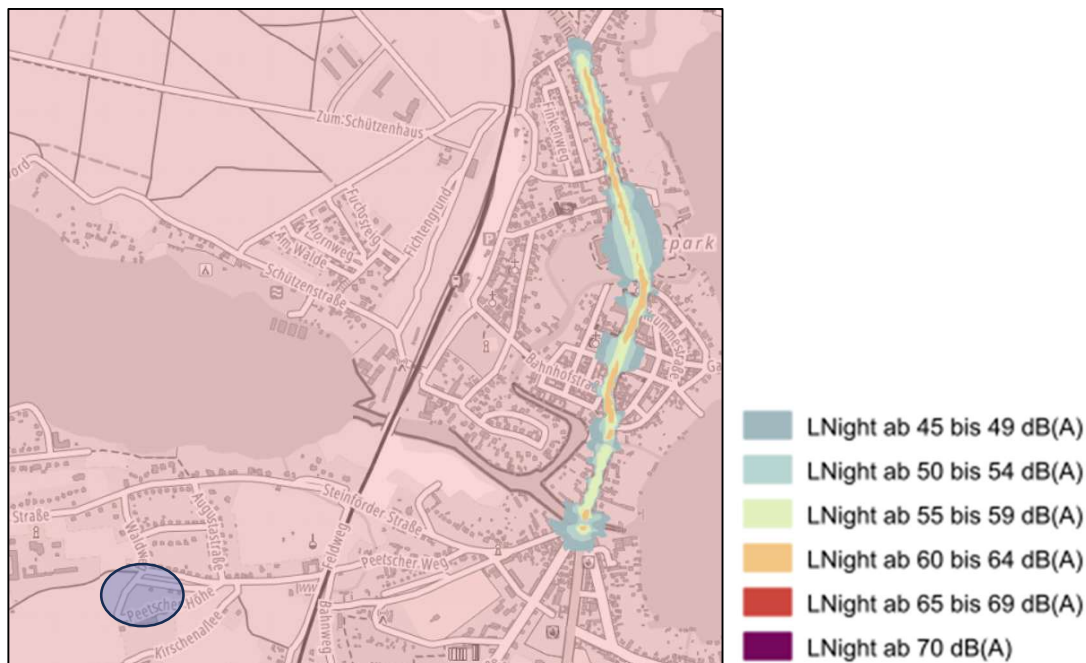 Zum Schützenhaus
Finkenweg
Fuchssteig
Ahornweg
Am Walde
Fichtengrund
Schützenstraße
P
tpark
Bahnhofstraß
Steinförder Straße
Straße
Augustastraße
Waldw
Feldweg
Peetscher Weg
Peetscher Höhe
Kirschenallee
Bahnweg
LNight ab 45 bis 49 dB(A)
LNight ab 50 bis 54 dB(A)
LNight ab 55 bis 59 dB(A)
LNight ab 60 bis 64 dB(A)
LNight ab 65 bis 69 dB(A)
LNight ab 70 dB(A)